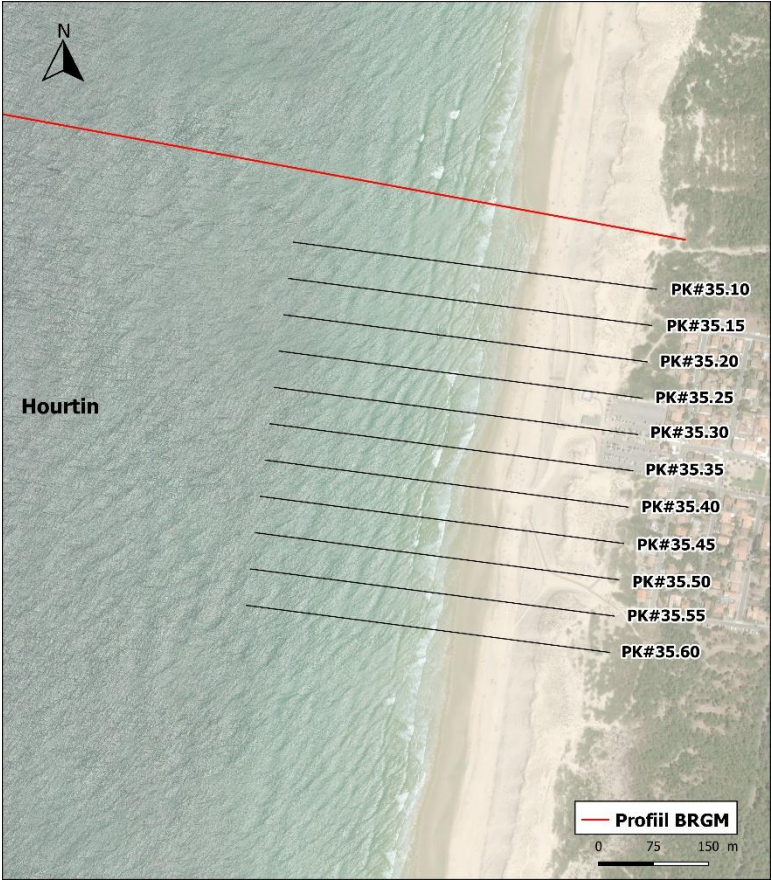 N
PK#35.10
PK#35.15
PK#35.20
PK#35.25
Hourtin
PK#35.30
PK#35.35
PK#35.40
PK#35.45
PK#35.50
PK#35.55
PK#35.60
Profiil BRGM
0 75 150 m